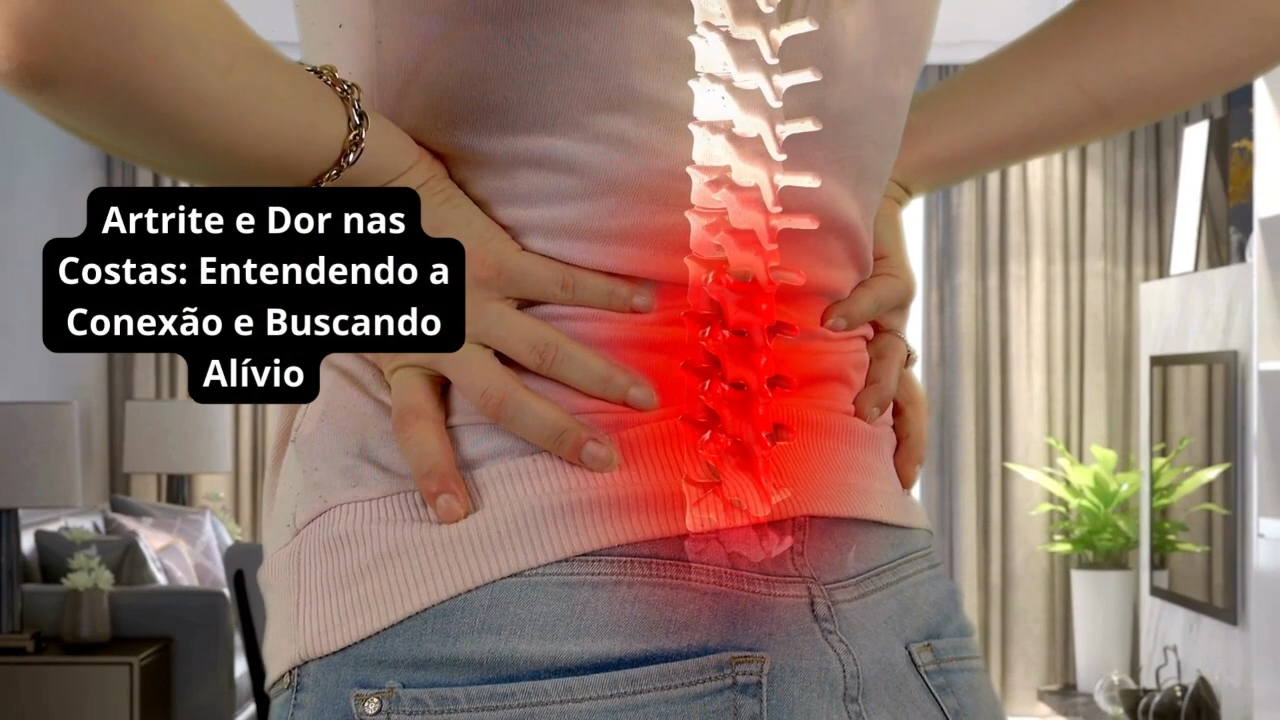 Artrite e Dor nas
Costas: Entendendo a
Conexão e Buscando
Alívio